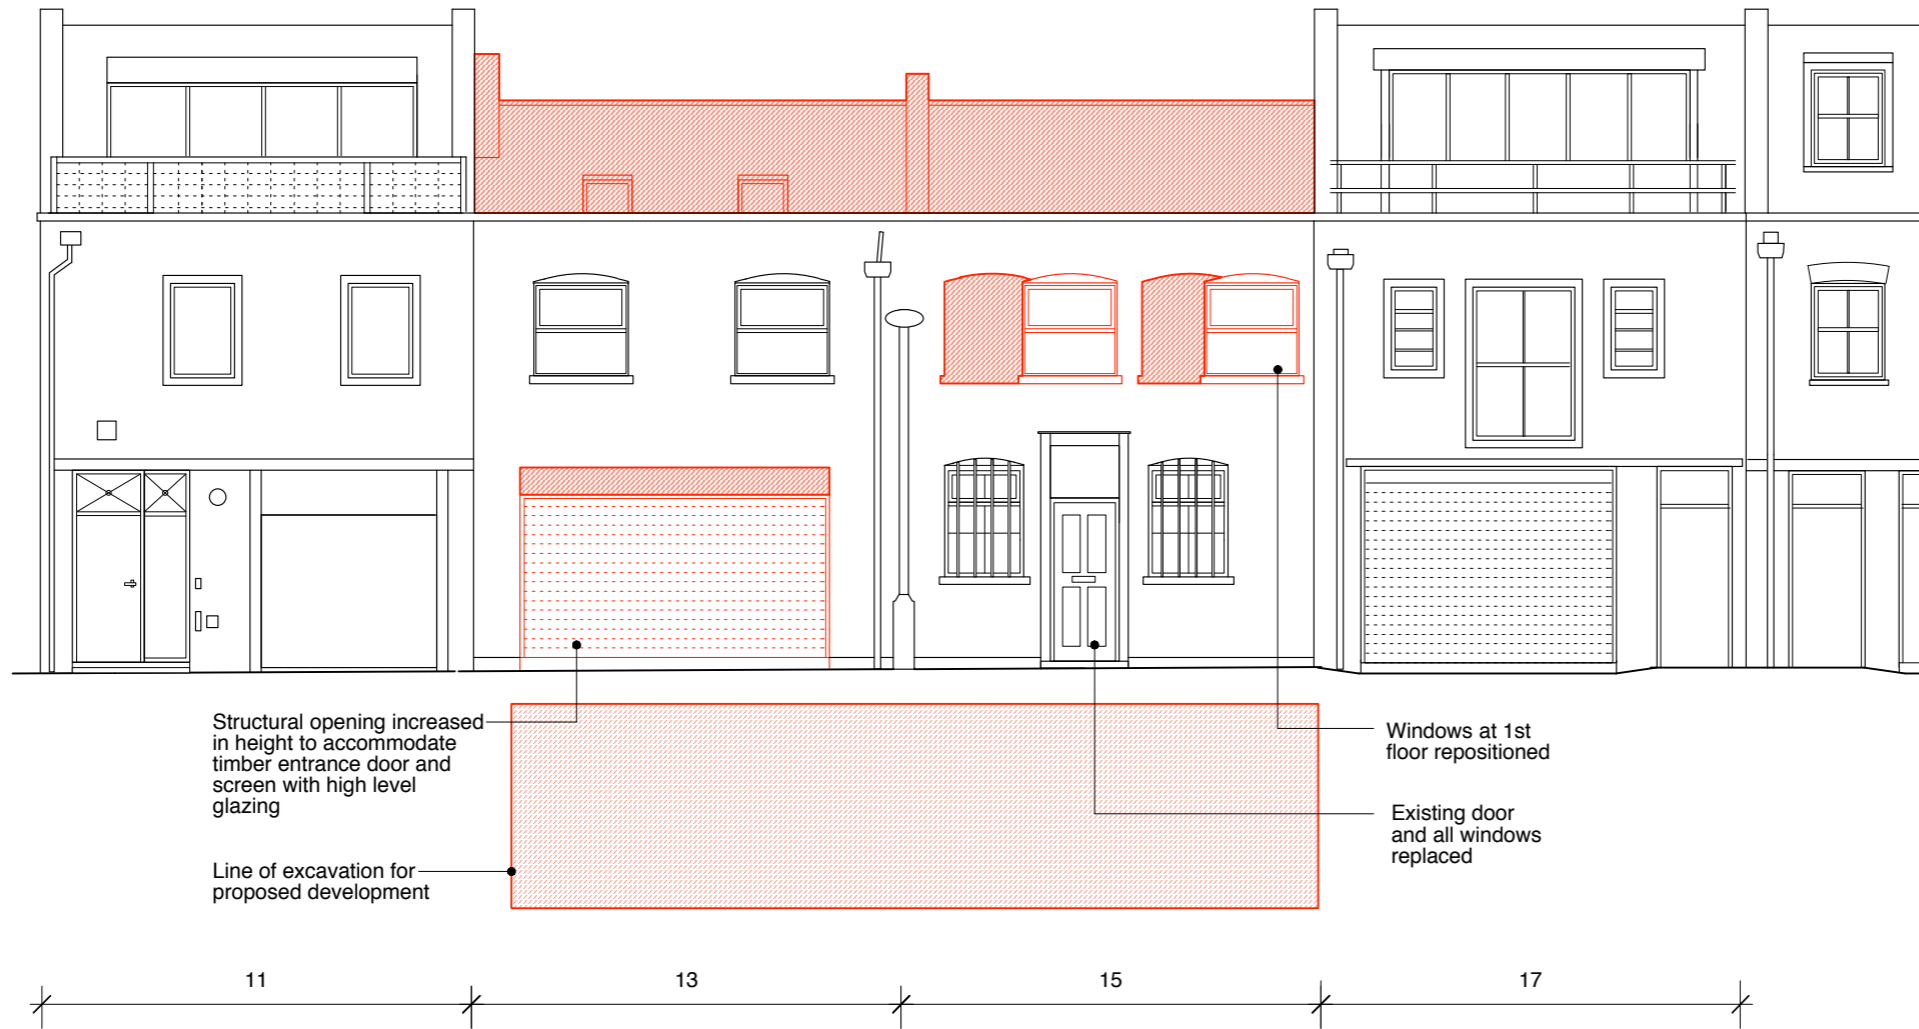 Structural opening increased
in height to accommodate
timber entrance door and
screen with high level
glazing
Line of excavation for
proposed development
Windows at 1st
floor repositioned
Existing door
and all windows
replaced
11
13
15
17